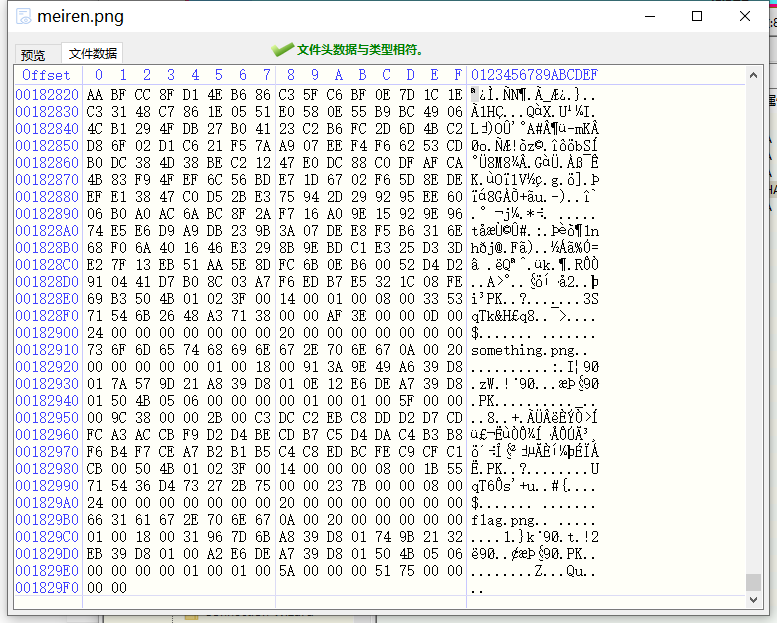 meiren.png
预览 文件数据 文件头数据与类型相符。
Offset 0 1 2 3 4 5 6 7 8 9 A B C D E F 0123456789ABCDEF
00182820 AA BF CC 8F D1 4E B6 86 C3 5F C6 BF 0E 7D 1C 1E ª¿Ì.ÑN¶.Ã_Æ¿.}..
00182830 C3 31 48 C7 86 1E 05 51 E0 58 0E 55 B9 BC 49 06 Ã1HÇ...QàX.U¹¼I.
00182840 4C B1 29 4F DB 27 B0 41 23 C2 B6 FC 2D 6D 4B C2 L±)OÛ'°A#Â¶ü-mKÂ
00182850 D8 6F 02 D1 C6 21 F5 7A A9 07 EE F4 F6 62 53 CD Øo.ÑÆ!õz©.îôöbSÍ
00182860 B0 DC 38 4D 38 BE C2 12 47 E0 DC 88 C0 DF AF CA °Ü8M8¾Â.GàÜ.Àß¯Ê
00182870 4B 83 F9 4F EF 6C 56 BD E7 1D 67 02 F6 5D 8E DE K.ùOïlV½ç.g.ö].Þ
00182880 EF E1 38 47 C0 D5 2B E3 75 94 2D 29 92 95 EE 60 ïá8GÀÕ+ãu.-)..î`
00182890 06 B0 A0 AC 6A BC 8F 2A F7 16 A0 9E 15 92 9E 96 .° ¬j¼.*÷. .....
001828A0 74 E5 E6 D9 A9 DB 23 9B 3A 07 DE E8 F5 B6 31 6E tåæÙ©Û#.:.Þèõ¶1n
001828B0 68 F0 6A 40 16 46 E3 29 8B 9E BD C1 E3 25 D3 3D hðj@.Fã)..½Áã%Ó=
001828C0 E2 7F 13 EB 51 AA 5E 8D FC 6B 0E B6 00 52 D4 D2 â..ëQª^.ük.¶.RÔÒ
001828D0 91 04 41 D7 B0 8C 03 A7 F6 ED B7 E5 32 1C 08 FE ..A×°..§öí·å2..þ
001828E0 69 B3 50 4B 01 02 3F 00 14 00 01 00 08 00 33 53 i³PK..?.......3S
001828F0 71 54 6B 26 48 A3 71 38 00 00 AF 3E 00 00 0D 00 qTk&H£q8..¯>....
00182900 24 00 00 00 00 00 00 00 20 00 00 00 00 00 00 00 $....... .......
00182910 73 6F 6D 65 74 68 69 6E 67 2E 70 6E 67 0A 00 20 something.png..
00182920 00 00 00 00 00 01 00 18 00 91 3A 9E 49 A6 39 D8 ..........:.I¦9Ø
00182930 01 7A 57 9D 21 A8 39 D8 01 0E 12 E6 DE A7 39 D8 .zW.!¨9Ø...æÞ§9Ø
00182940 01 50 4B 05 06 00 00 00 00 01 00 01 00 5F 00 00 .PK.........._..
00182950 00 9C 38 00 00 2B 00 C3 DC C2 EB C8 DD D2 D7 CD ..8..+.ÃÜÂëÈÝÒ×Í
00182960 FC A3 AC CB F9 D2 D4 BE CD B7 C5 D4 DA C4 B3 B8 ü£¬ËùÒÔ¾Í·ÅÔÚÄ³¸
00182970 F6 B4 F7 CE A7 B2 B1 B5 C4 C8 ED BC FE C9 CF C1 ö´÷Î§²±µÄÈí¼þÉÏÁ
00182980 CB 00 50 4B 01 02 3F 00 14 00 00 00 08 00 1B 55 Ë.PK..?........U
00182990 71 54 36 D4 73 27 2B 75 00 00 23 7B 00 00 08 00 qT6Ôs'+u..#{....
001829A0 24 00 00 00 00 00 00 00 20 00 00 00 00 00 00 00 $....... .......
001829B0 66 31 61 67 2E 70 6E 67 0A 00 20 00 00 00 00 00 f1ag.png.. .....
001829C0 01 00 18 00 31 96 7D 6B A8 39 D8 01 74 9B 21 32 ....1.}k¨9Ø.t.!2
001829D0 EB 39 D8 01 00 A2 E6 DE A7 39 D8 01 50 4B 05 06 ë9Ø..¢æÞ§9Ø.PK..
001829E0 00 00 00 00 01 00 01 00 5A 00 00 00 51 75 00 00 ........Z...Qu..
001829F0 00 00 ..